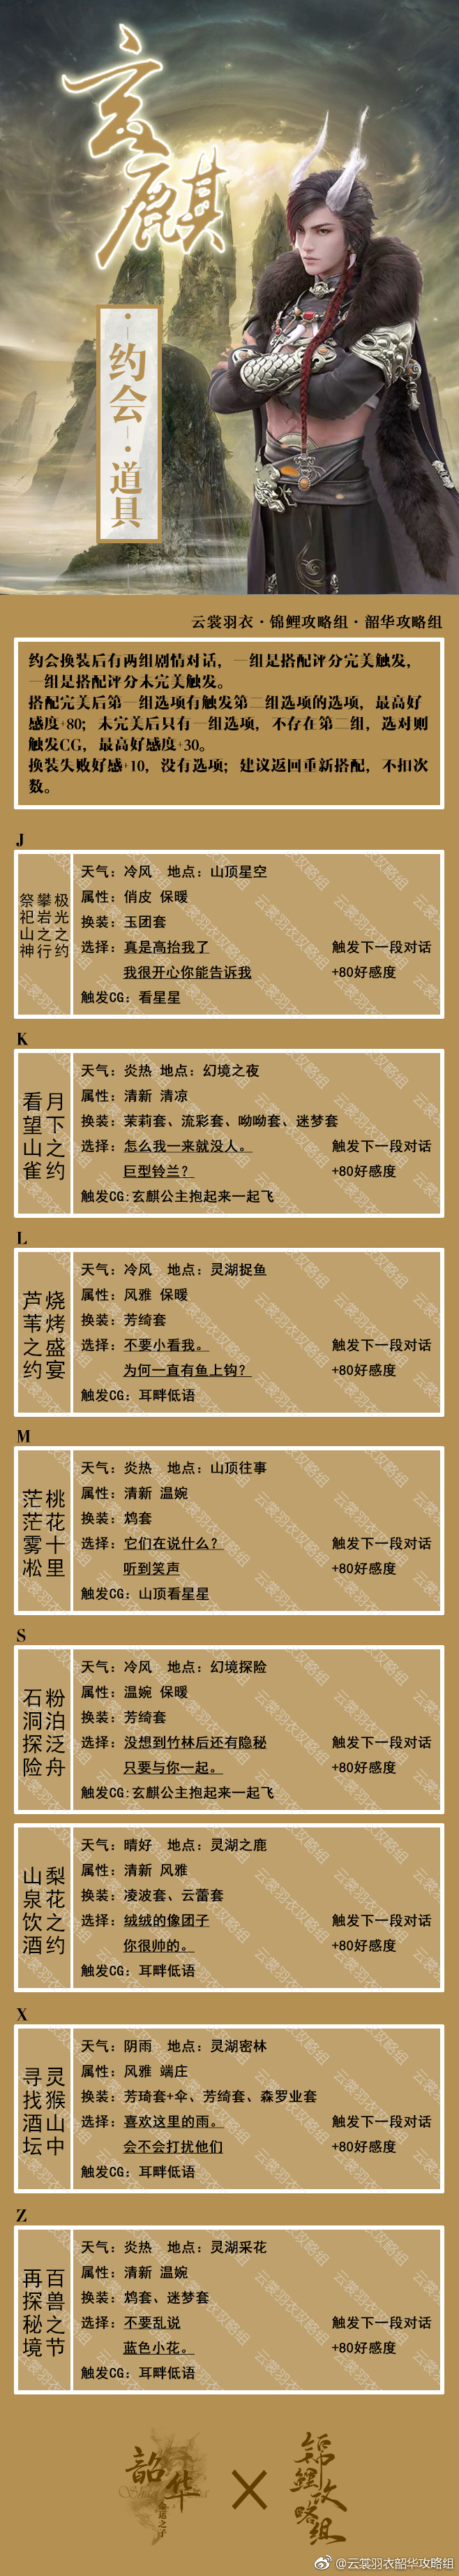 玄麒
·约会·道具
云裳羽衣·锦鲤攻略组·韶华攻略组
约会换装后有两组剧情对话，一组是搭配评分完美触发，
一组是搭配评分未完美触发。
搭配完美后第一组选项有触发第二组选项的选项，最高好
感度+80；未完美后只有一组选项，不存在第二组，选对则
触发CG，最高好感度+30。
换装失败好感+10，没有选项；建议返回重新搭配，不扣次
数。
J
极光之约
攀岩之行
祭祀山神
天气：冷风 地点：山顶星空
属性：俏皮 保暖
换装：玉团套
选择：真是高抬我了 触发下一段对话
我很开心你能告诉我 +80好感度
触发CG：看星星
K
月下之约
看望山雀
天气：炎热 地点：幻境之夜
属性：清新 清凉
换装：茉莉套、流彩套、呦呦套、迷梦套
选择：怎么我一来就没人。 触发下一段对话
巨型铃兰？ +80好感度
触发CG:玄麒公主抱起来一起飞
L
烧烤盛宴
芦苇之约
天气：冷风 地点：灵湖捉鱼
属性：风雅 保暖
换装：芳绮套
选择：不要小看我。 触发下一段对话
为何一直有鱼上钩？ +80好感度
触发CG：耳畔低语
M
桃花十里
茫茫雾凇
天气：炎热 地点：山顶往事
属性：清新 温婉
换装：鸩套
选择：它们在说什么？ 触发下一段对话
听到笑声 +80好感度
触发CG：山顶看星星
S
粉泊泛舟
石洞探险
天气：冷风 地点：幻境探险
属性：温婉 保暖
换装：芳绮套
选择：没想到竹林后还有隐秘 触发下一段对话
只要与你一起。 +80好感度
触发CG:玄麒公主抱起来一起飞
梨花之约
山泉饮酒
天气：晴好 地点：灵湖之鹿
属性：清新 风雅
换装：凌波套、云蕾套
选择：绒绒的像团子 触发下一段对话
你很帅的。 +80好感度
触发CG：耳畔低语
X
灵猴山中
寻找酒坛
天气：阴雨 地点：灵湖密林
属性：风雅 端庄
换装：芳琦套+伞、芳绮套、森罗业套
选择：喜欢这里的雨。 触发下一段对话
会不会打扰他们 +80好感度
触发CG：耳畔低语
Z
百兽之节
再探秘境
天气：炎热 地点：灵湖采花
属性：清新 温婉
换装：鸩套、迷梦套
选择：不要乱说 触发下一段对话
蓝色小花。 +80好感度
触发CG：耳畔低语
韶华
命运之子
×
锦鲤攻略组
@云裳羽衣韶华攻略组